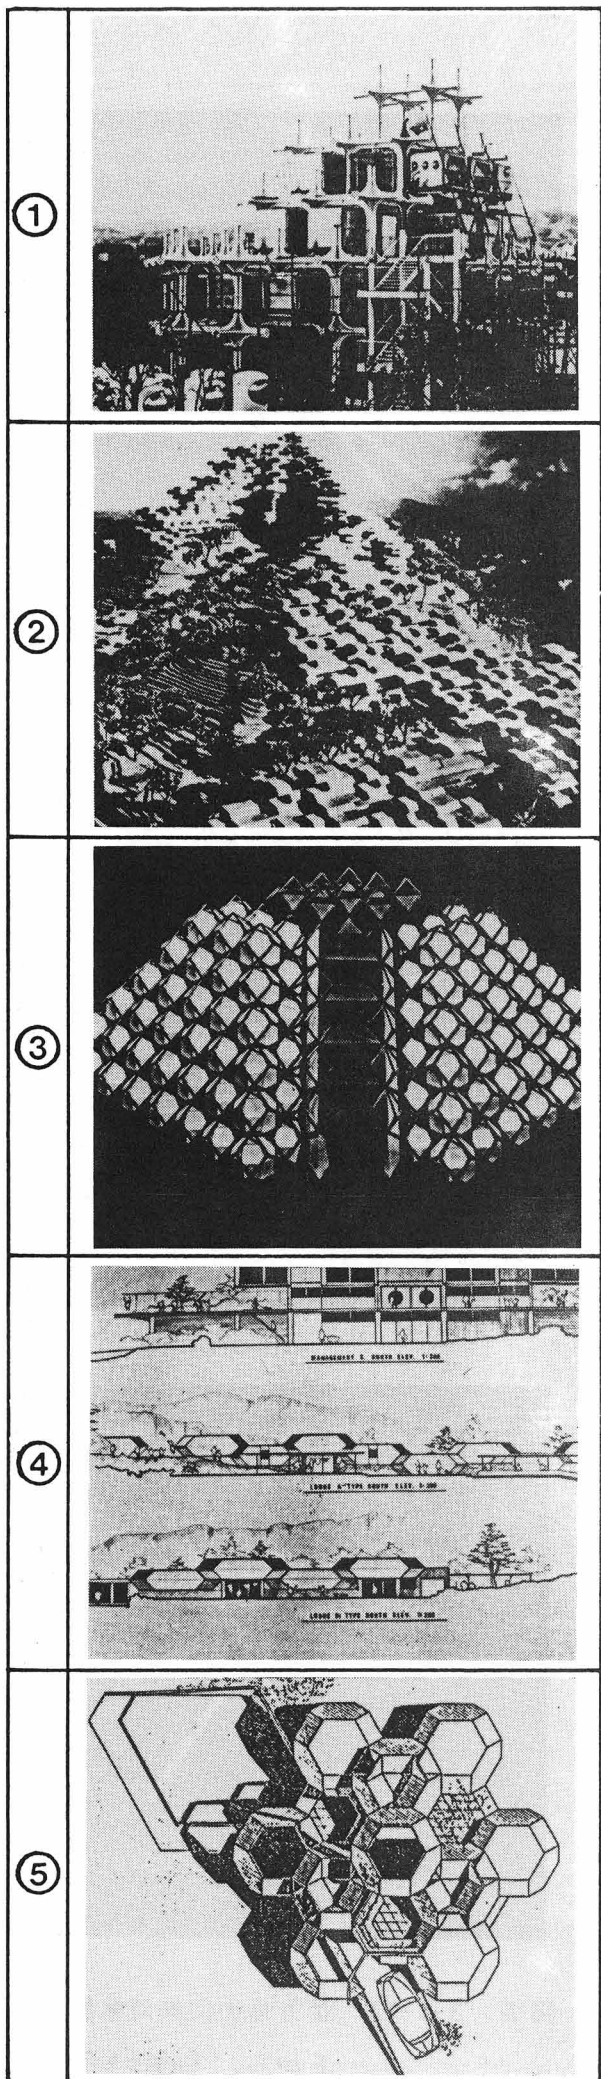 ①
②
③
④
MANAGEMENT S. SOUTH ELEV. 1:200
LODGE A-TYPE SOUTH ELEV. 1:200
LODGE B-TYPE SOUTH ELEV. 1:200
⑤